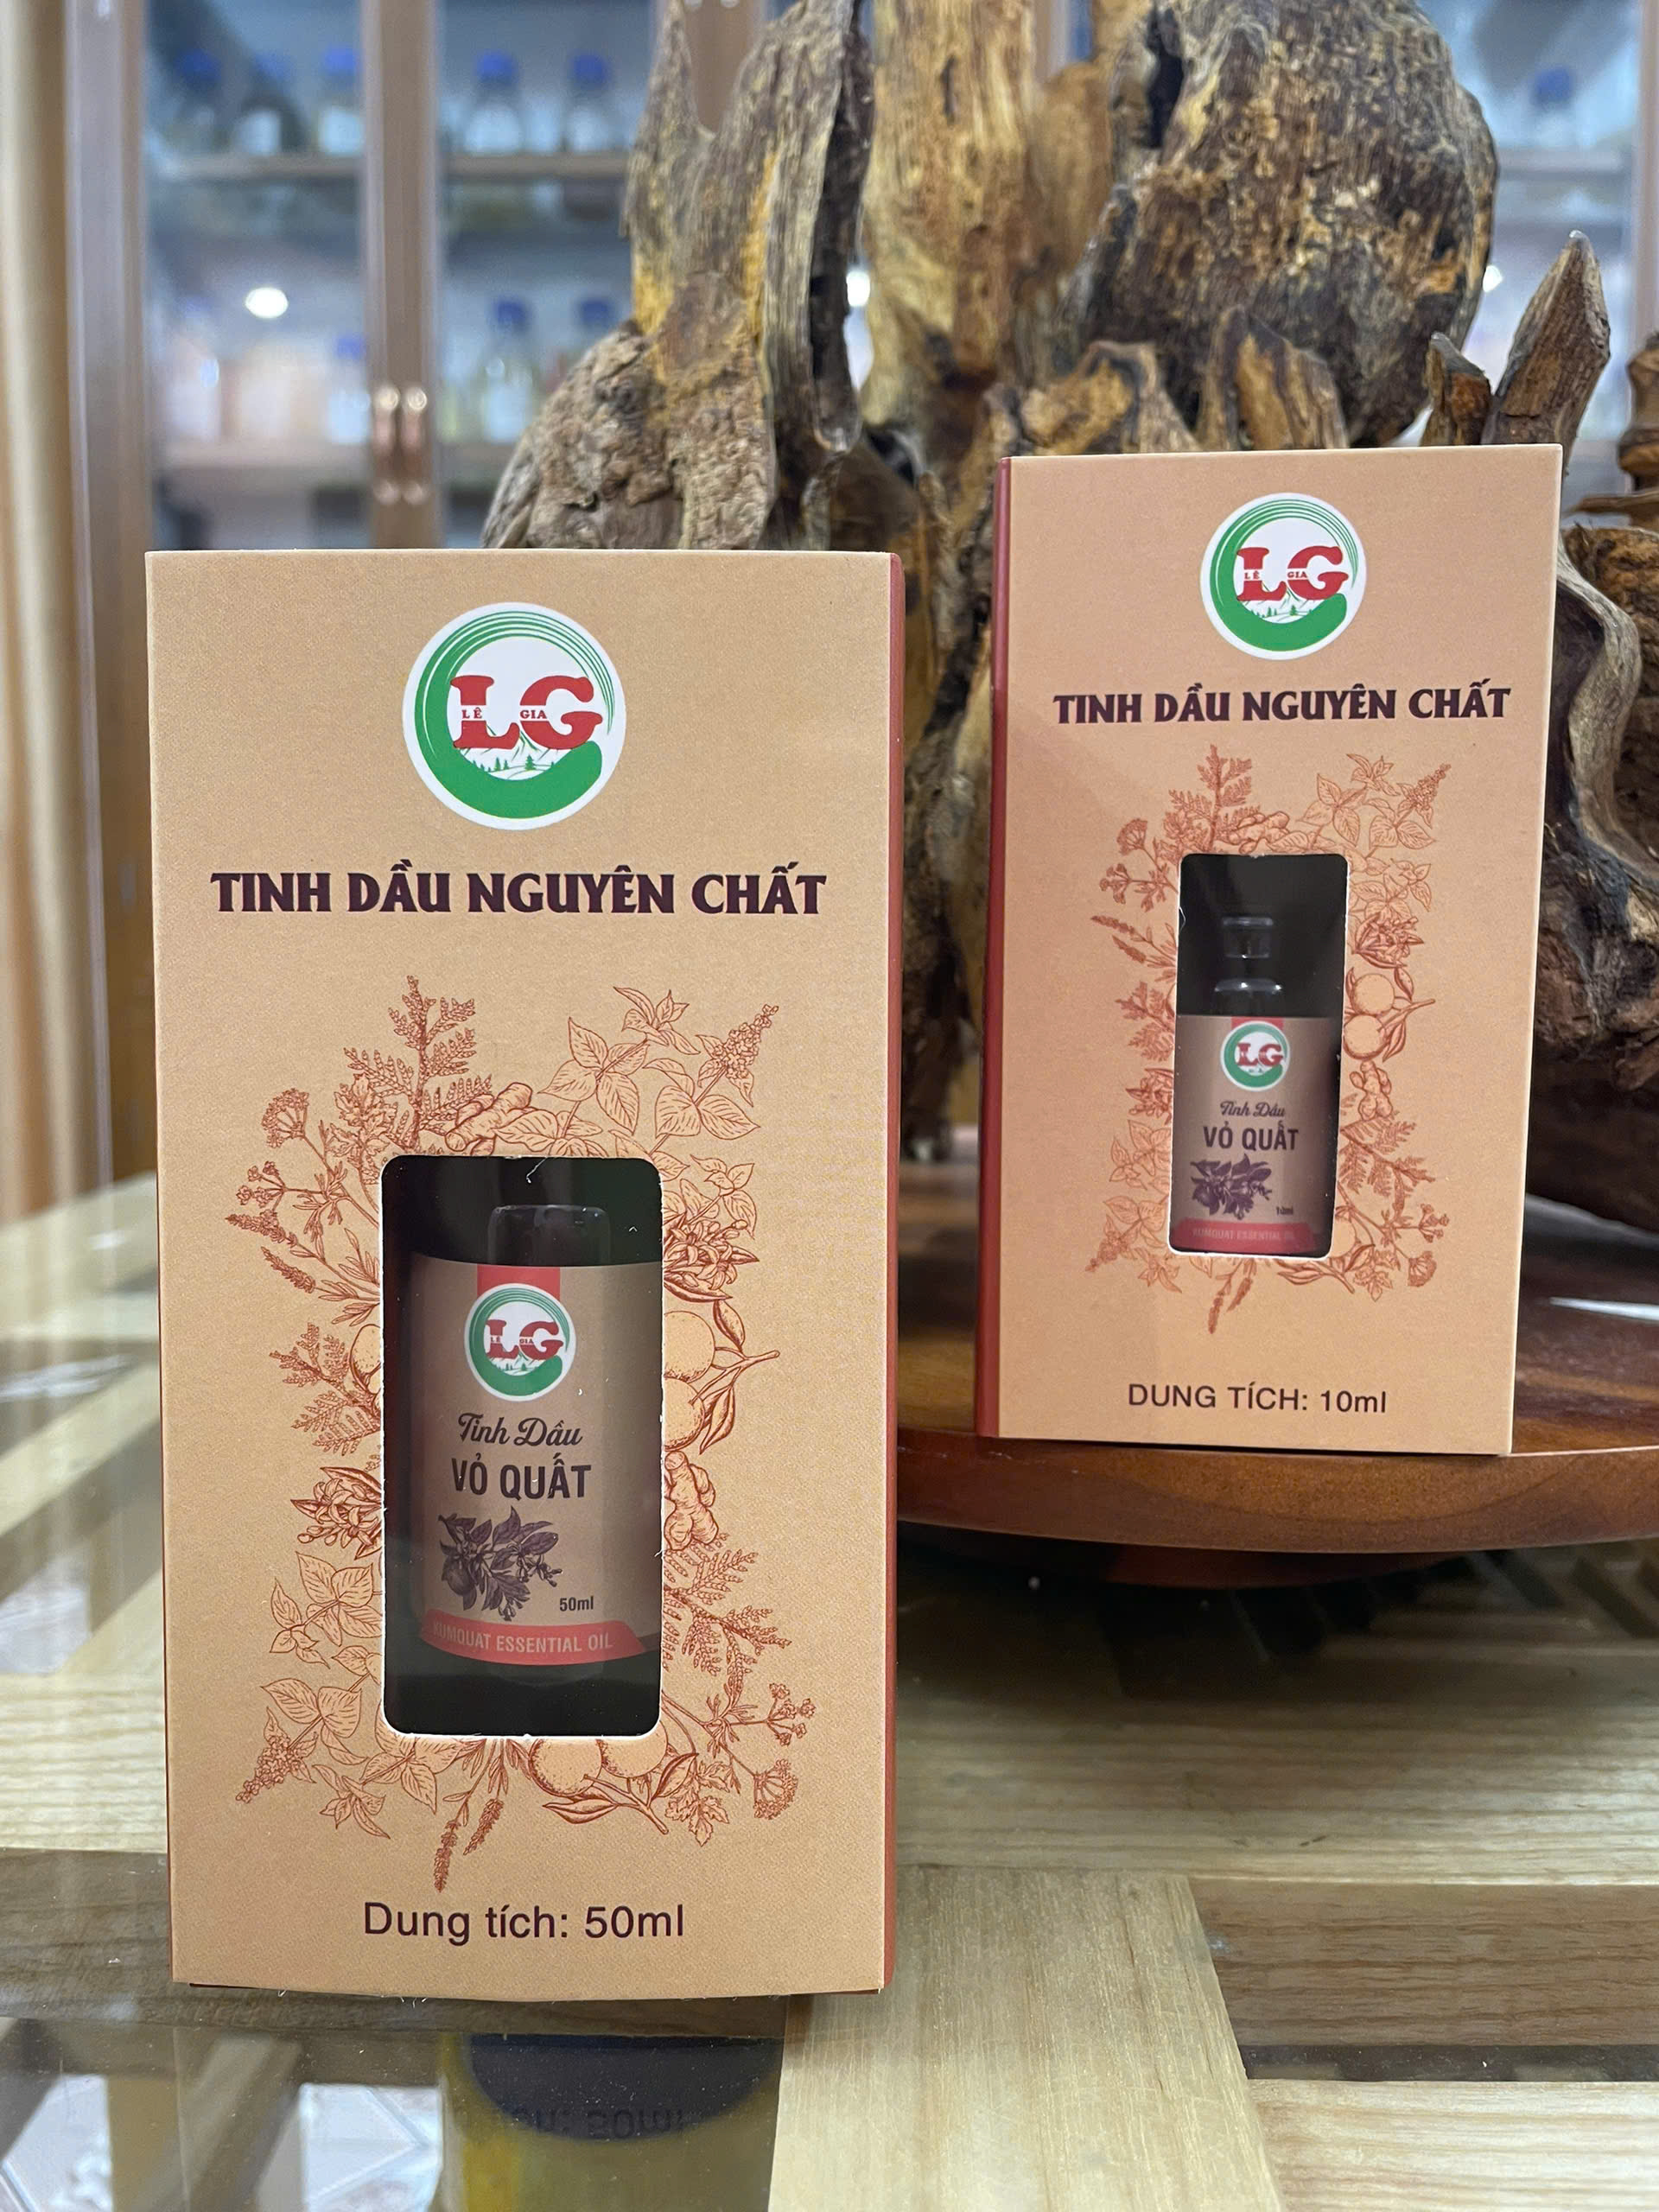 LG
LÊ GIA
TINH DẦU NGUYÊN CHẤT
LG
LÊ GIA
Tinh Dầu
VỎ QUẤT
50ml
KUMQUAT ESSENTIAL OIL
Dung tích: 50ml
LG
LÊ GIA
TINH DẦU NGUYÊN CHẤT
LG
Tinh Dầu
VỎ QUẤT
10ml
KUMQUAT ESSENTIAL OIL
DUNG TÍCH: 10ml